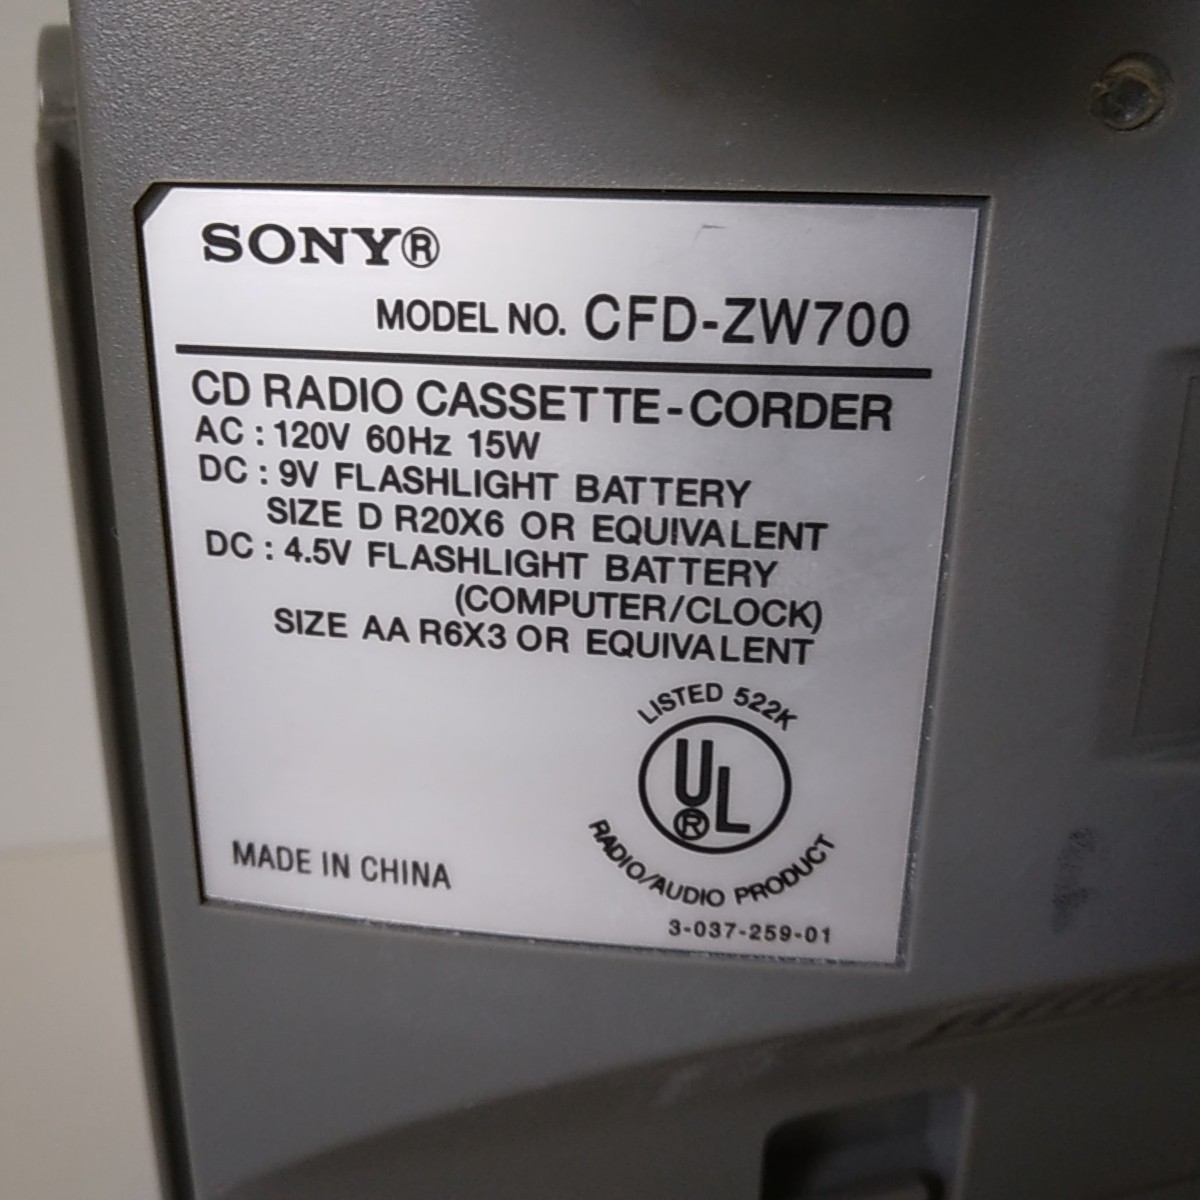 SONY®
MODEL NO. CFD-ZW700
CD RADIO CASSETTE-CORDER
AC : 120V 60Hz 15W
DC : 9V FLASHLIGHT BATTERY
SIZE D R20X6 OR EQUIVALENT
DC : 4.5V FLASHLIGHT BATTERY
(COMPUTER/CLOCK)
SIZE AA R6X3 OR EQUIVALENT
LISTED 522K
UL®
RADIO/AUDIO PRODUCT
MADE IN CHINA
3-037-259-01